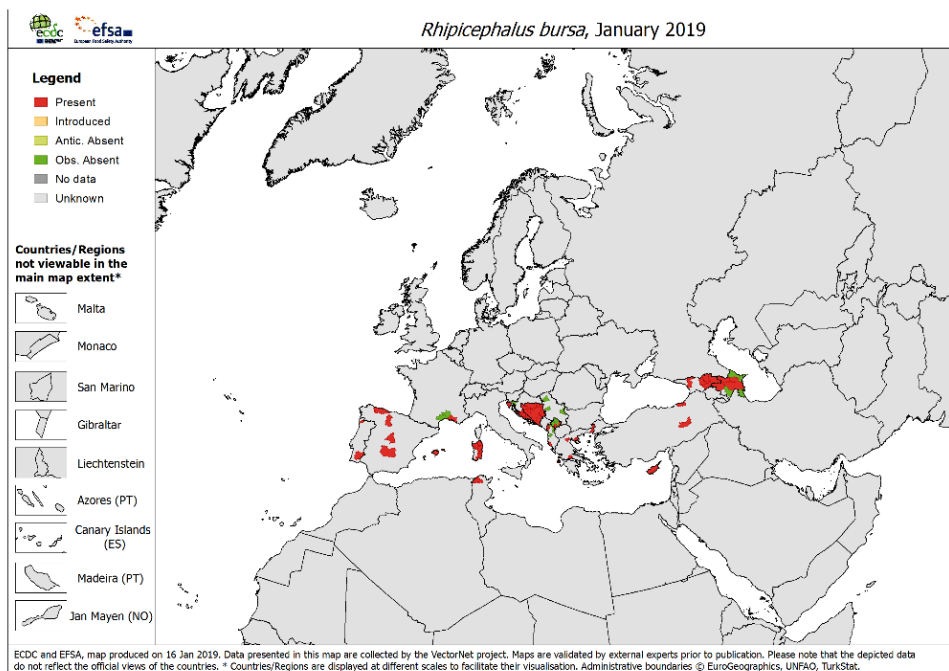 ecdc
efsa
European Food Safety Authority
Rhipicephalus bursa, January 2019
Legend
Present
Introduced
Antic. Absent
Obs. Absent
No data
Unknown
Countries/Regions
not viewable in the
main map extent*
Malta
Monaco
San Marino
Gibraltar
Liechtenstein
Azores (PT)
Canary Islands
(ES)
Madeira (PT)
Jan Mayen (NO)
ECDC and EFSA, map produced on 16 Jan 2019. Data presented in this map are collected by the VectorNet project. Maps are validated by external experts prior to publication. Please note that the depicted data
do not reflect the official views of the countries. * Countries/Regions are displayed at different scales to facilitate their visualisation. Administrative boundaries © EuroGeographics, UNFAO, TurkStat.